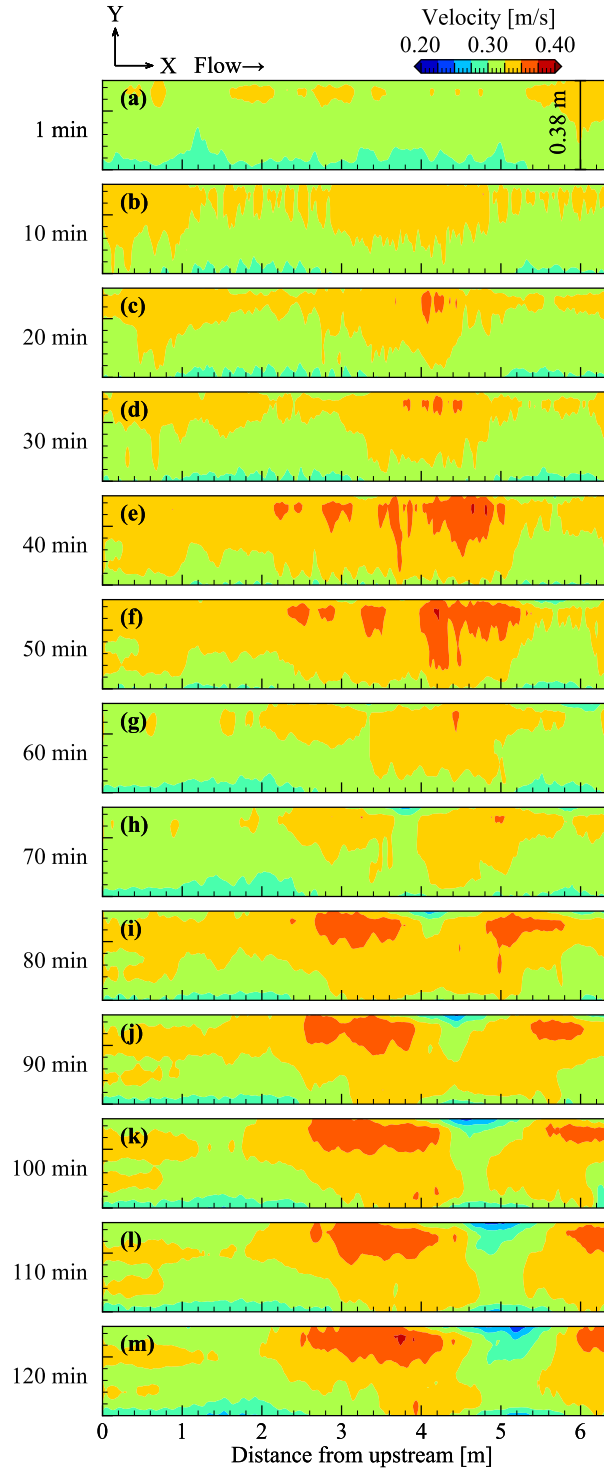 Y
Velocity [m/s]
X Flow→
0.20 0.30 0.40
(a)
1 min
0.38 m
(b)
10 min
(c)
20 min
(d)
30 min
(e)
40 min
(f)
50 min
(g)
60 min
(h)
70 min
(i)
80 min
(j)
90 min
(k)
100 min
(l)
110 min
(m)
120 min
0 1 2 3 4 5 6
Distance from upstream [m]